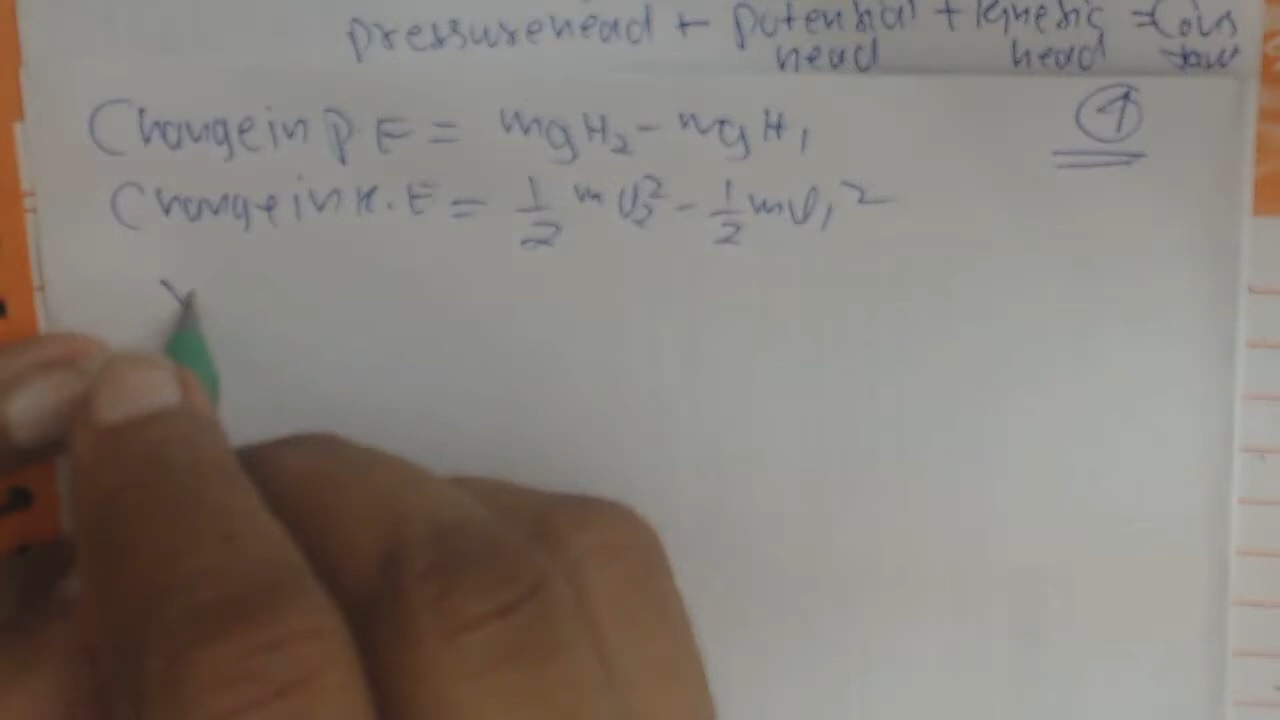 pressurehead + potential + kinetic = Cons
head head tant
Change in P.E = mgH₂ - mgH₁ ④
Change in K.E = 1/2 mv₂² - 1/2 mv₁²